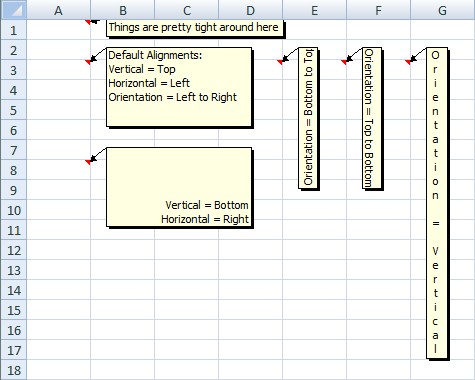 A B C D E F G
1
2
3
4
5
6
7
8
9
10
11
12
13
14
15
16
17
18
Things are pretty tight around here
Default Alignments:
Vertical = Top
Horizontal = Left
Orientation = Left to Right
Vertical = Bottom
Horizontal = Right
Orientation = Bottom to Top
Orientation = Top to Bottom
Orientation = Vertical